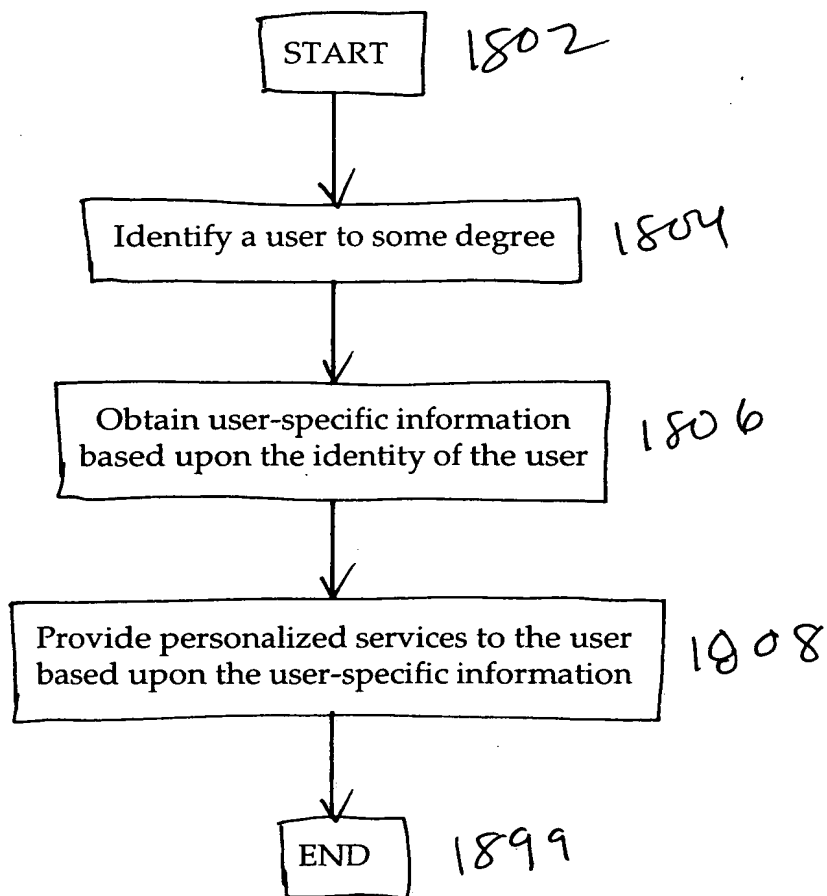 START 1802
Identify a user to some degree 1804
Obtain user-specific information
based upon the identity of the user 1806
Provide personalized services to the user
based upon the user-specific information 1808
END 1899